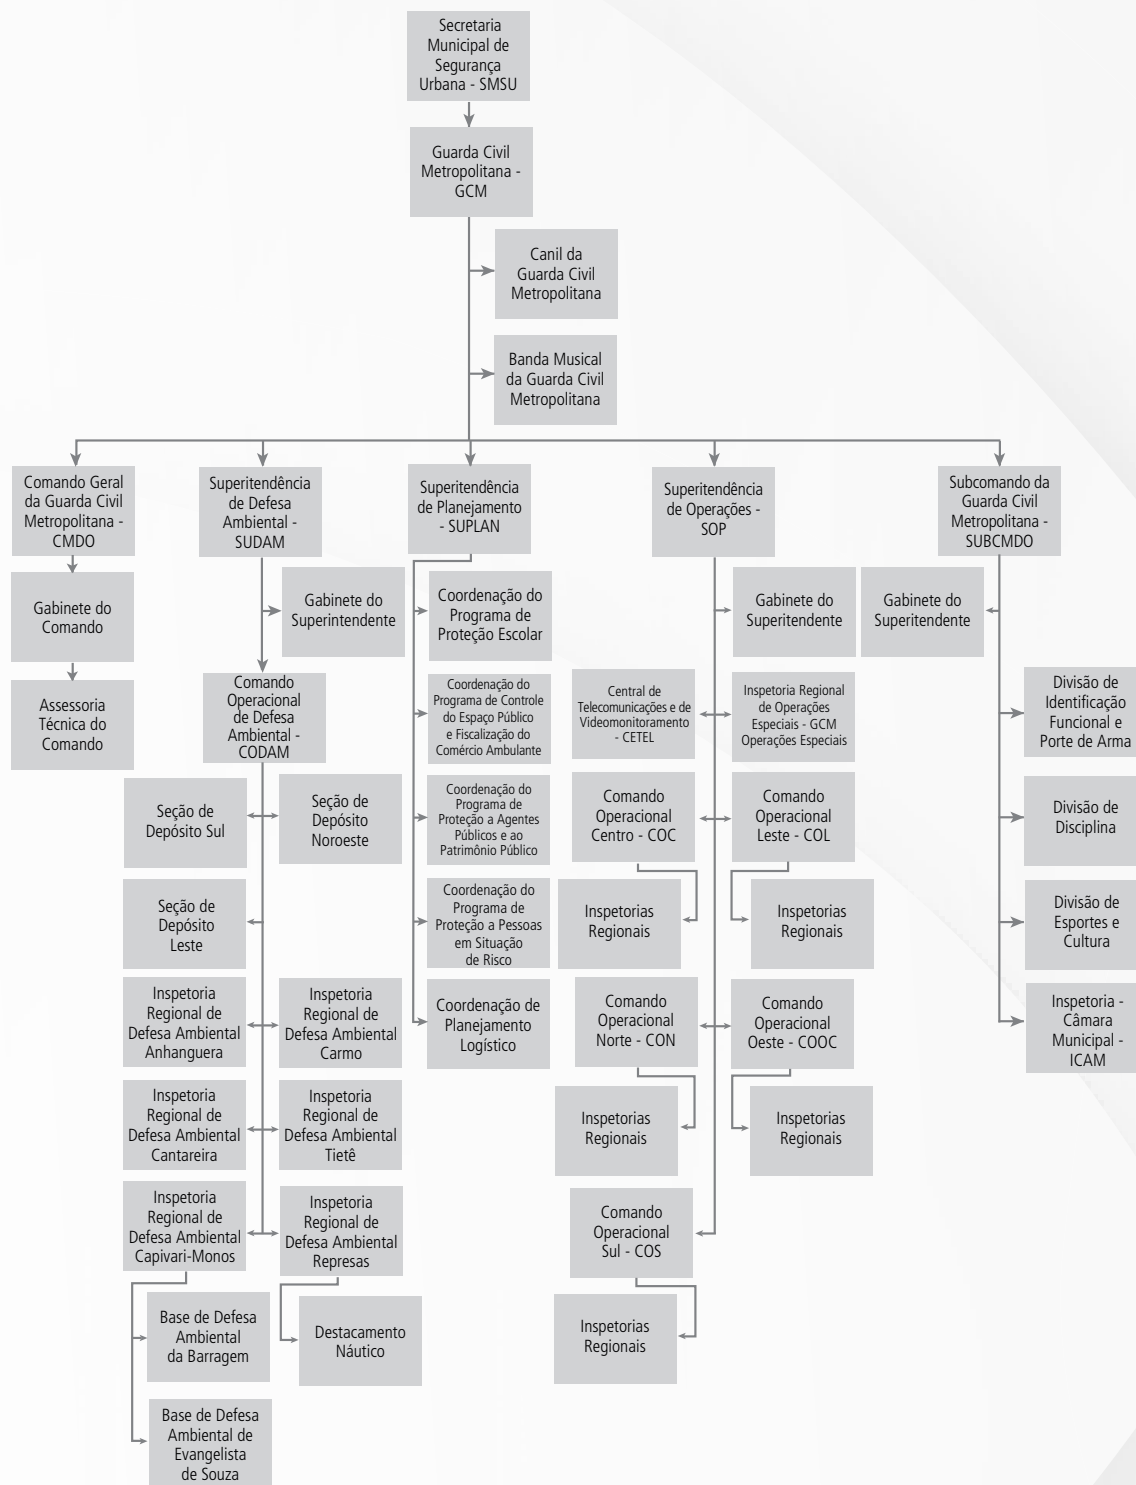 Secretaria
Municipal de
Segurança
Urbana - SMSU
Guarda Civil
Metropolitana -
GCM
Canil da
Guarda Civil
Metropolitana
Banda Musical
da Guarda Civil
Metropolitana
Comando Geral
da Guarda Civil
Metropolitana -
CMDO
Gabinete do
Comando
Assessoria
Técnica do
Comando
Superitendência
de Defesa
Ambiental -
SUDAM
Gabinete do
Superintendente
Comando
Operacional
de Defesa
Ambiental -
CODAM
Seção de
Depósito Sul
Seção de
Depósito
Noroeste
Seção de
Depósito
Leste
Inspetoria
Regional de
Defesa Ambiental
Anhanguera
Inspetoria
Regional de
Defesa Ambiental
Carmo
Inspetoria
Regional de
Defesa Ambiental
Cantareira
Inspetoria
Regional de
Defesa Ambiental
Tietê
Inspetoria
Regional de
Defesa Ambiental
Capivari-Monos
Inspetoria
Regional de
Defesa Ambiental
Represas
Base de Defesa
Ambiental
da Barragem
Destacamento
Náutico
Base de Defesa
Ambiental de
Evangelista
de Souza
Superitendência
de Planejamento
- SUPLAN
Coordenação do
Programa de
Proteção Escolar
Coordenação do
Programa de Controle
do Espaço Público
e Fiscalização do
Comércio Ambulante
Coordenação do
Programa de
Proteção a Agentes
Públicos e ao
Patrimônio Público
Coordenação do
Programa de
Proteção a Pessoas
em Situação
de Risco
Coordenação de
Planejamento
Logístico
Superitendência
de Operações -
SOP
Gabinete do
Superitendente
Central de
Telecomunicações e de
Videomonitoramento
- CETEL
Inspetoria Regional
de Operações
Especiais - GCM
Operações Especiais
Comando
Operacional
Centro - COC
Comando
Operacional
Leste - COL
Inspetorias
Regionais
Inspetorias
Regionais
Comando
Operacional
Norte - CON
Comando
Operacional
Oeste - COOC
Inspetorias
Regionais
Inspetorias
Regionais
Comando
Operacional
Sul - COS
Inspetorias
Regionais
Subcomando da
Guarda Civil
Metropolitana -
SUBCMDO
Gabinete do
Superitendente
Divisão de
Identificação
Funcional e
Porte de Arma
Divisão de
Disciplina
Divisão de
Esportes e
Cultura
Inspetoria -
Câmara
Municipal -
ICAM